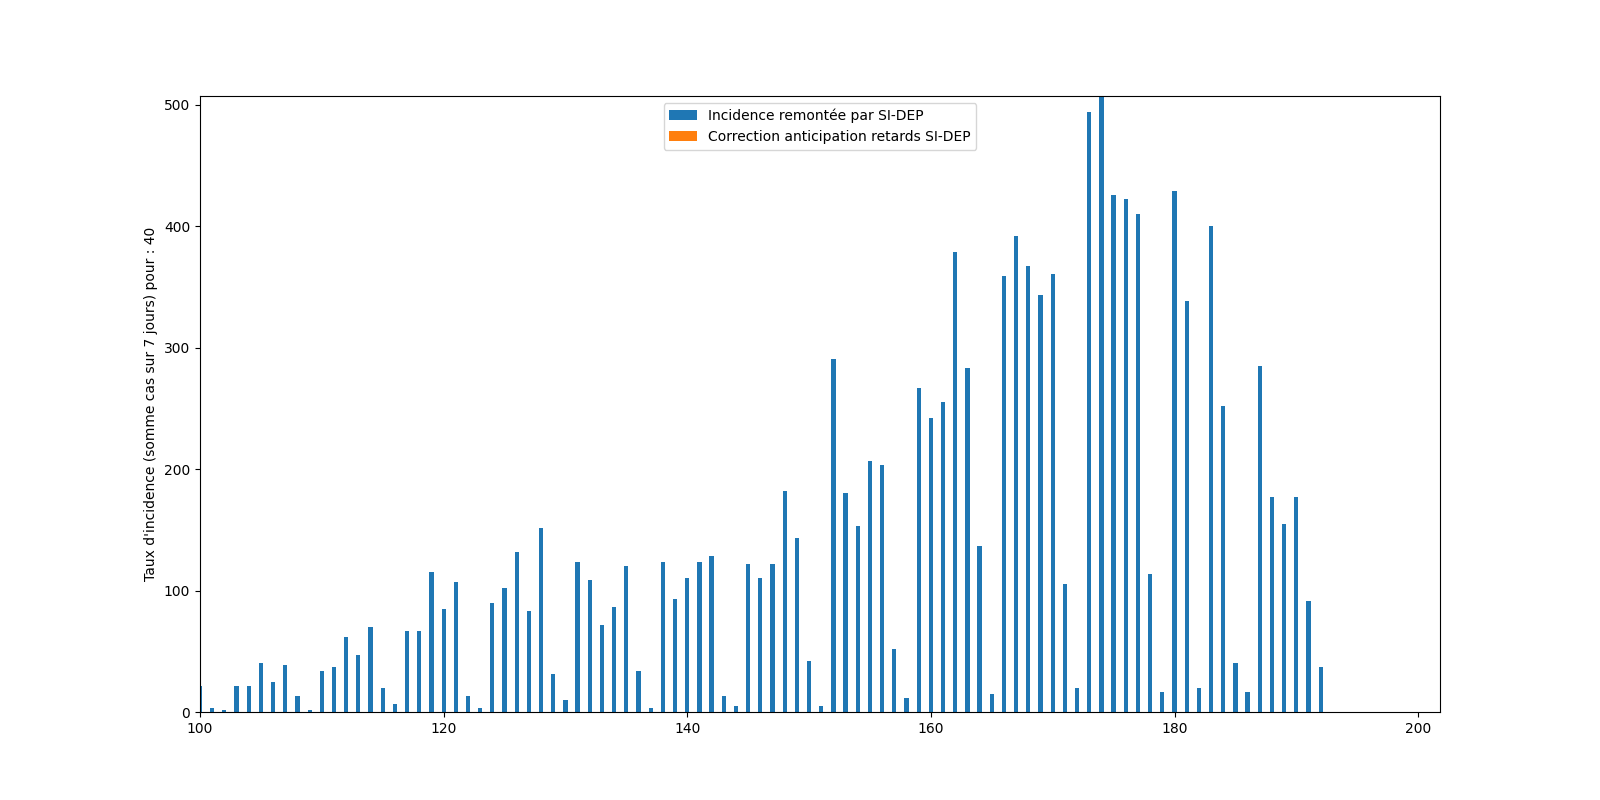 Incidence remontée par SI-DEP
Correction anticipation retards SI-DEP
Taux d'incidence (somme cas sur 7 jours) pour : 40
500
400
300
200
100
0
100 120 140 160 180 200